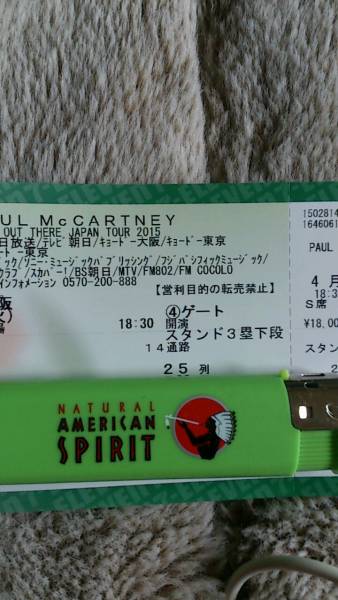 UL McCARTNEY
OUT THERE JAPAN TOUR 2015
日放送/テレビ朝日/キョードー大阪/キョードー東京
ードー東京
ック/ソニー・ミュージックパブリッシング/フジパシフィックミュージック/
クラブ/スカパー!/BS朝日/MTV/FM802/FM COCOLO
インフォメーション 0570-200-888
【営利目的の転売禁止】
阪
④ゲート
18:30 開演
スタンド3塁下段
14通路
25 列
1502814
1646061
PAUL
4 月
18:3
S席
¥18,00
スタン
NATURAL
AMERICAN
SPIRIT